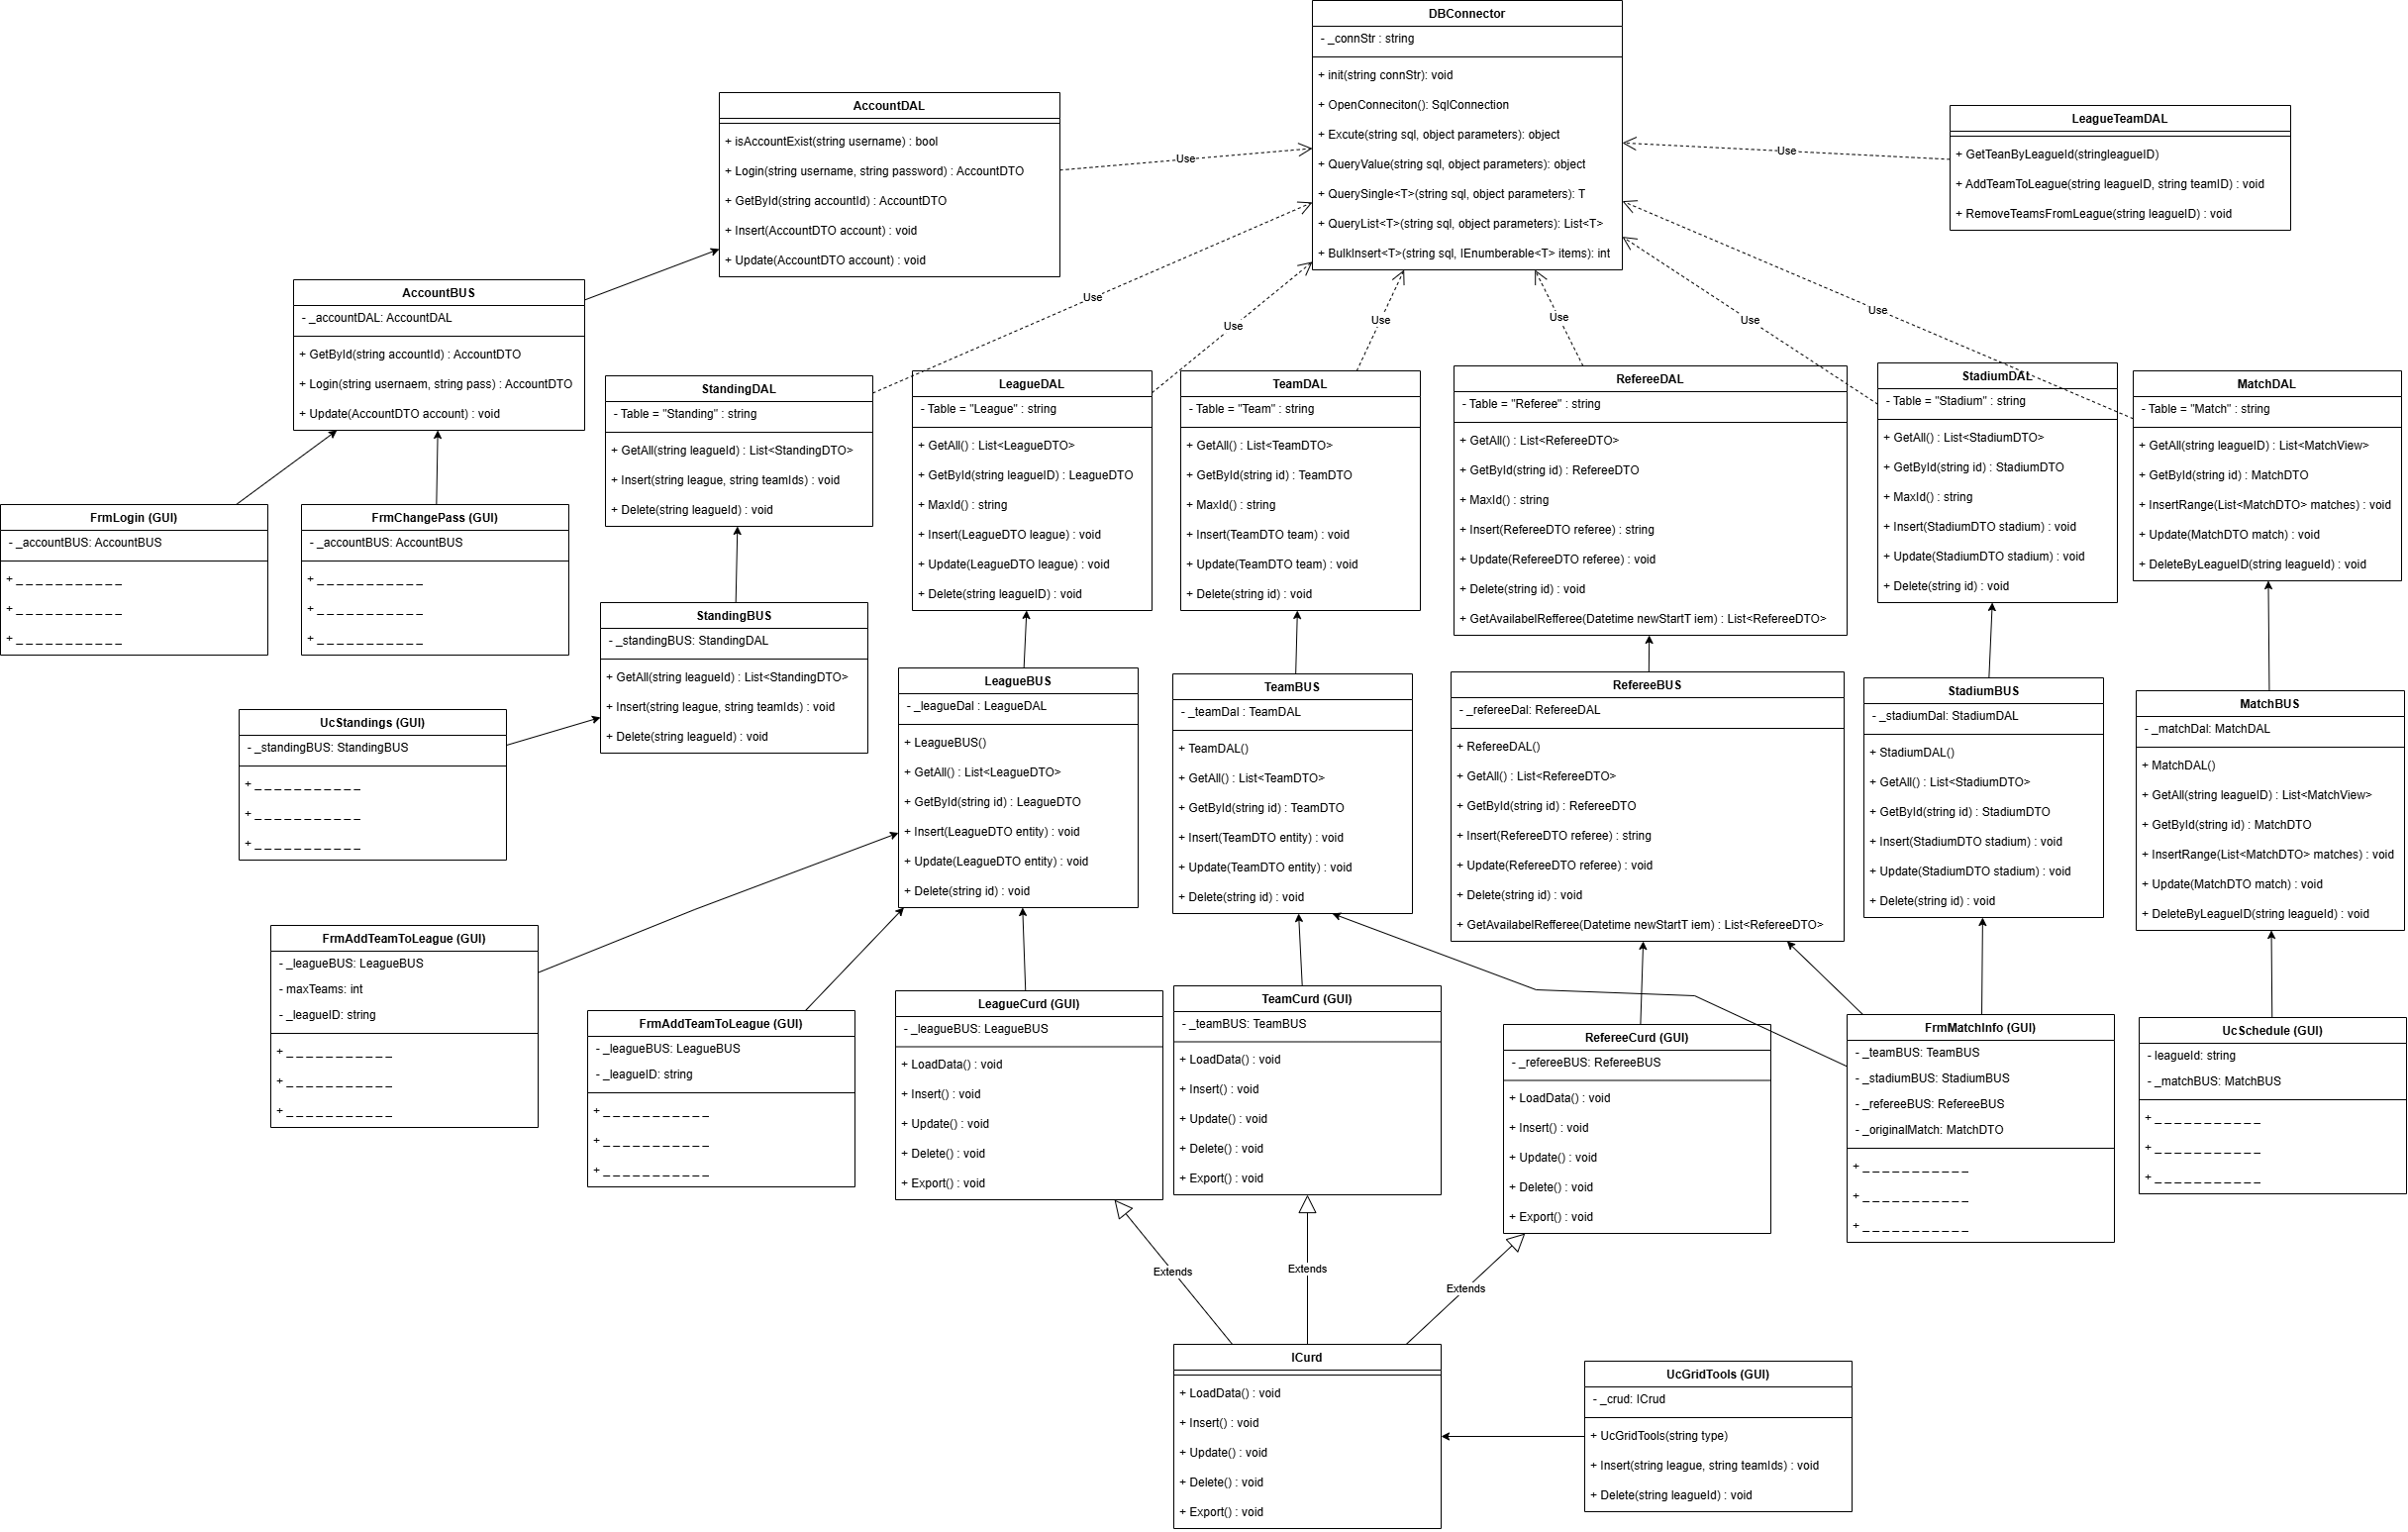 DBConnector
- _connStr : string
+ init(string connStr): void
+ OpenConneciton(): SqlConnection
+ Excute(string sql, object parameters): object
+ QueryValue(string sql, object parameters): object
+ QuerySingle<T>(string sql, object parameters): T
+ QueryList<T>(string sql, object parameters): List<T>
+ BulkInsert<T>(string sql, IEnumberable<T> items): int
AccountDAL
+ isAccountExist(string username) : bool
+ Login(string username, string password) : AccountDTO
+ GetById(string accountId) : AccountDTO
+ Insert(AccountDTO account) : void
+ Update(AccountDTO account) : void
LeagueTeamDAL
+ GetTeanByLeagueId(stringleagueID)
+ AddTeamToLeague(string leagueID, string teamID) : void
+ RemoveTeamsFromLeague(string leagueID) : void
Use
Use
Use
Use
Use
Use
Use
Use
AccountBUS
- _accountDAL: AccountDAL
+ GetById(string accountId) : AccountDTO
+ Login(string usernaem, string pass) : AccountDTO
+ Update(AccountDTO account) : void
StandingDAL
- Table = "Standing" : string
+ GetAll(string leagueId) : List<StandingDTO>
+ Insert(string league, string teamIds) : void
+ Delete(string leagueId) : void
LeagueDAL
- Table = "League" : string
+ GetAll() : List<LeagueDTO>
+ GetById(string leagueID) : LeagueDTO
+ MaxId() : string
+ Insert(LeagueDTO league) : void
+ Update(LeagueDTO league) : void
+ Delete(string leagueID) : void
TeamDAL
- Table = "Team" : string
+ GetAll() : List<TeamDTO>
+ GetById(string id) : TeamDTO
+ MaxId() : string
+ Insert(TeamDTO team) : void
+ Update(TeamDTO team) : void
+ Delete(string id) : void
RefereeDAL
- Table = "Referee" : string
+ GetAll() : List<RefereeDTO>
+ GetById(string id) : RefereeDTO
+ MaxId() : string
+ Insert(RefereeDTO referee) : string
+ Update(RefereeDTO referee) : void
+ Delete(string id) : void
+ GetAvailabelRefferee(Datetime newStartT iem) : List<RefereeDTO>
StadiumDAL
- Table = "Stadium" : string
+ GetAll() : List<StadiumDTO>
+ GetById(string id) : StadiumDTO
+ MaxId() : string
+ Insert(StadiumDTO stadium) : void
+ Update(StadiumDTO stadium) : void
+ Delete(string id) : void
MatchDAL
- Table = "Match" : string
+ GetAll(string leagueID) : List<MatchView>
+ GetById(string id) : MatchDTO
+ InsertRange(List<MatchDTO> matches) : void
+ Update(MatchDTO match) : void
+ DeleteByLeagueID(string leagueId) : void
FrmLogin (GUI)
- _accountBUS: AccountBUS
+ _ _ _ _ _ _ _ _ _ _ _
+ _ _ _ _ _ _ _ _ _ _ _
+ _ _ _ _ _ _ _ _ _ _ _
FrmChangePass (GUI)
- _accountBUS: AccountBUS
+ _ _ _ _ _ _ _ _ _ _ _
+ _ _ _ _ _ _ _ _ _ _ _
+ _ _ _ _ _ _ _ _ _ _ _
StandingBUS
- _standingBUS: StandingDAL
+ GetAll(string leagueId) : List<StandingDTO>
+ Insert(string league, string teamIds) : void
+ Delete(string leagueId) : void
UcStandings (GUI)
- _standingBUS: StandingBUS
+ _ _ _ _ _ _ _ _ _ _ _
+ _ _ _ _ _ _ _ _ _ _ _
+ _ _ _ _ _ _ _ _ _ _ _
LeagueBUS
- _leagueDal : LeagueDAL
+ LeagueBUS()
+ GetAll() : List<LeagueDTO>
+ GetById(string id) : LeagueDTO
+ Insert(LeagueDTO entity) : void
+ Update(LeagueDTO entity) : void
+ Delete(string id) : void
TeamBUS
- _teamDal : TeamDAL
+ TeamDAL()
+ GetAll() : List<TeamDTO>
+ GetById(string id) : TeamDTO
+ Insert(TeamDTO entity) : void
+ Update(TeamDTO entity) : void
+ Delete(string id) : void
RefereeBUS
- _refereeDal: RefereeDAL
+ RefereeDAL()
+ GetAll() : List<RefereeDTO>
+ GetById(string id) : RefereeDTO
+ Insert(RefereeDTO referee) : string
+ Update(RefereeDTO referee) : void
+ Delete(string id) : void
+ GetAvailabelRefferee(Datetime newStartT iem) : List<RefereeDTO>
StadiumBUS
- _stadiumDal: StadiumDAL
+ StadiumDAL()
+ GetAll() : List<StadiumDTO>
+ GetById(string id) : StadiumDTO
+ Insert(StadiumDTO stadium) : void
+ Update(StadiumDTO stadium) : void
+ Delete(string id) : void
MatchBUS
- _matchDal: MatchDAL
+ MatchDAL()
+ GetAll(string leagueID) : List<MatchView>
+ GetById(string id) : MatchDTO
+ InsertRange(List<MatchDTO> matches) : void
+ Update(MatchDTO match) : void
+ DeleteByLeagueID(string leagueId) : void
FrmAddTeamToLeague (GUI)
- _leagueBUS: LeagueBUS
- maxTeams: int
- _leagueID: string
+ _ _ _ _ _ _ _ _ _ _ _
+ _ _ _ _ _ _ _ _ _ _ _
+ _ _ _ _ _ _ _ _ _ _ _
FrmAddTeamToLeague (GUI)
- _leagueBUS: LeagueBUS
- _leagueID: string
+ _ _ _ _ _ _ _ _ _ _ _
+ _ _ _ _ _ _ _ _ _ _ _
+ _ _ _ _ _ _ _ _ _ _ _
LeagueCurd (GUI)
- _leagueBUS: LeagueBUS
+ LoadData() : void
+ Insert() : void
+ Update() : void
+ Delete() : void
+ Export() : void
TeamCurd (GUI)
- _teamBUS: TeamBUS
+ LoadData() : void
+ Insert() : void
+ Update() : void
+ Delete() : void
+ Export() : void
RefereeCurd (GUI)
- _refereeBUS: RefereeBUS
+ LoadData() : void
+ Insert() : void
+ Update() : void
+ Delete() : void
+ Export() : void
FrmMatchInfo (GUI)
- _teamBUS: TeamBUS
- _stadiumBUS: StadiumBUS
- _refereeBUS: RefereeBUS
- _originalMatch: MatchDTO
+ _ _ _ _ _ _ _ _ _ _ _
+ _ _ _ _ _ _ _ _ _ _ _
+ _ _ _ _ _ _ _ _ _ _ _
UcSchedule (GUI)
- leagueId: string
- _matchBUS: MatchBUS
+ _ _ _ _ _ _ _ _ _ _ _
+ _ _ _ _ _ _ _ _ _ _ _
+ _ _ _ _ _ _ _ _ _ _ _
Extends
Extends
Extends
ICurd
+ LoadData() : void
+ Insert() : void
+ Update() : void
+ Delete() : void
+ Export() : void
UcGridTools (GUI)
- _crud: ICrud
+ UcGridTools(string type)
+ Insert(string league, string teamIds) : void
+ Delete(string leagueId) : void